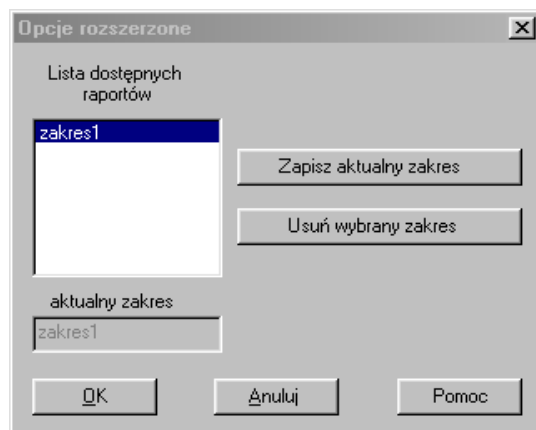 Opcje rozszerzone
Lista dostępnych
raportów
zakres1
Zapisz aktualny zakres
Usuń wybrany zakres
aktualny zakres
zakres1
OK Anuluj Pomoc